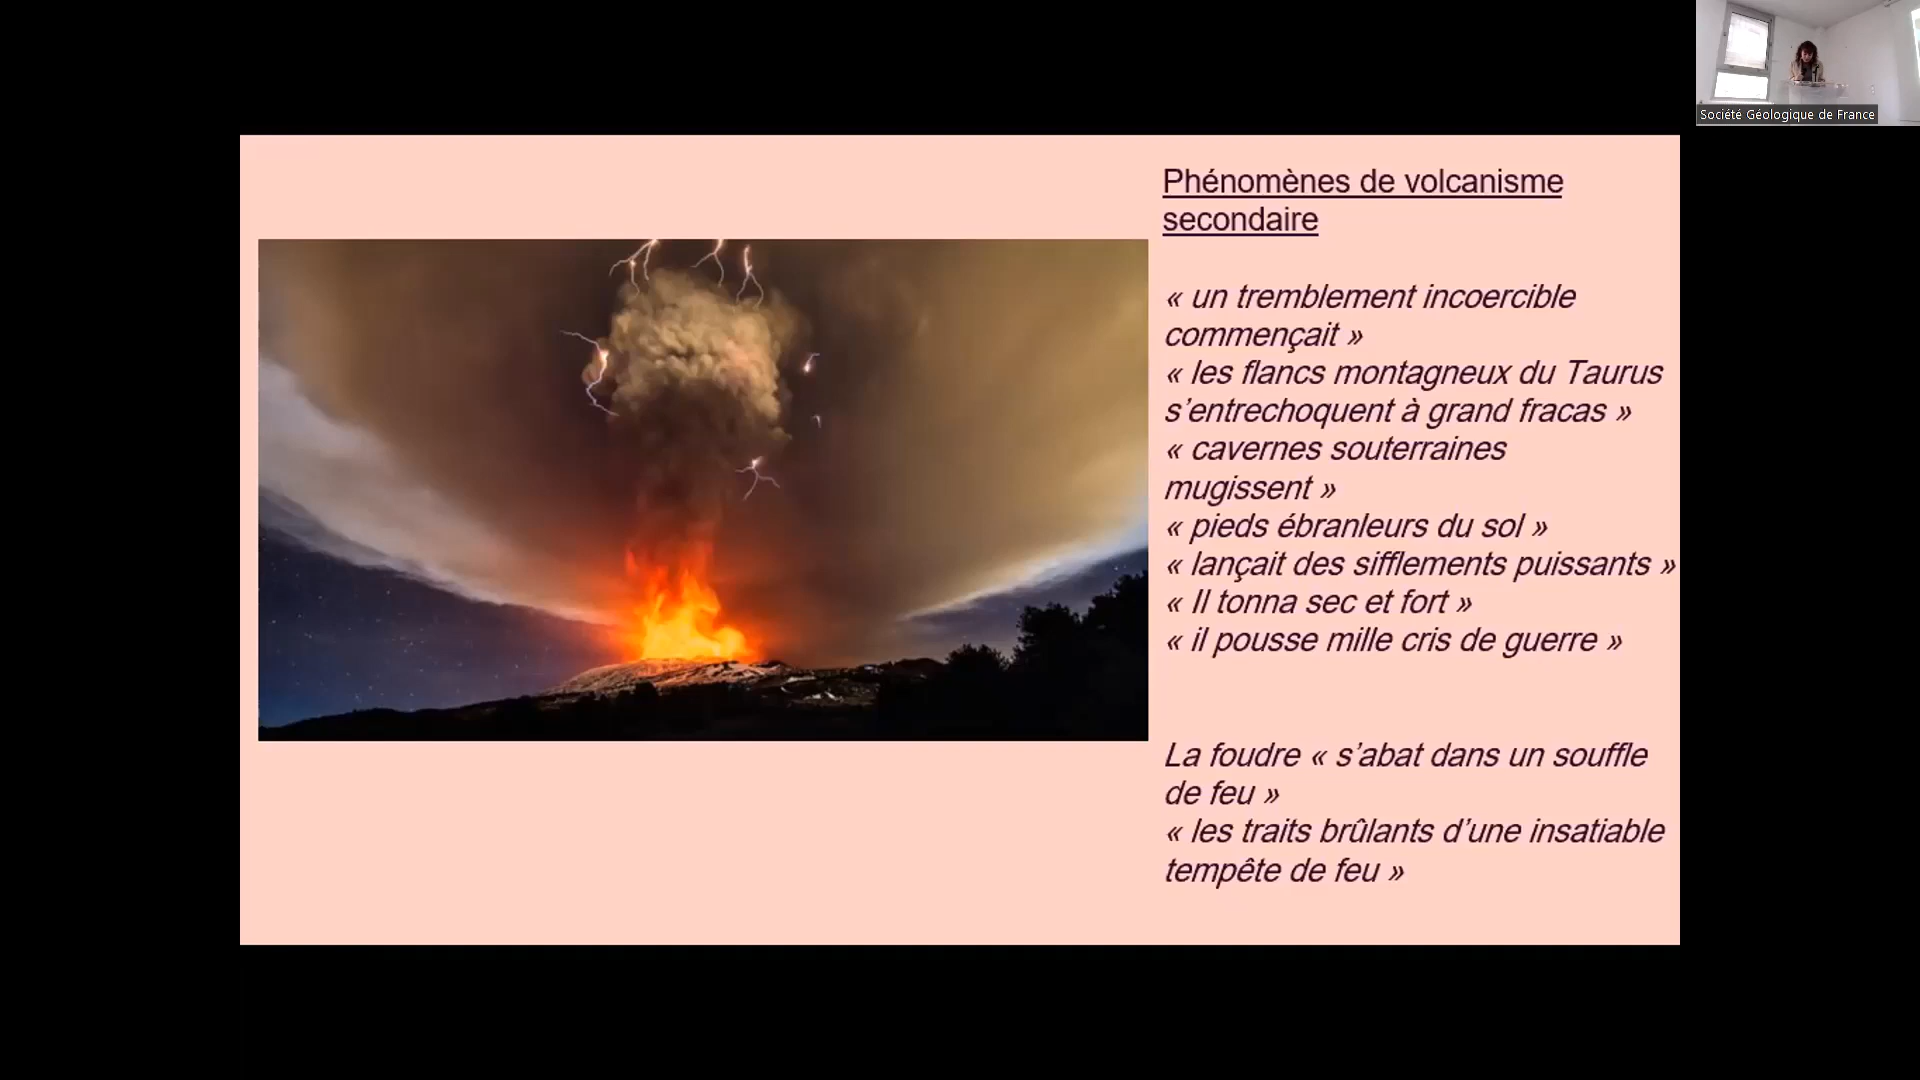 Société Géologique de France
Phénomènes de volcanisme
secondaire
« un tremblement incoercible
commençait »
« les flancs montagneux du Taurus
s’entrechoquent à grand fracas »
« cavernes souterraines
mugissent »
« pieds ébranleurs du sol »
« lançait des sifflements puissants »
« Il tonna sec et fort »
« il pousse mille cris de guerre »
La foudre « s’abat dans un souffle
de feu »
« les traits brûlants d’une insatiable
tempête de feu »